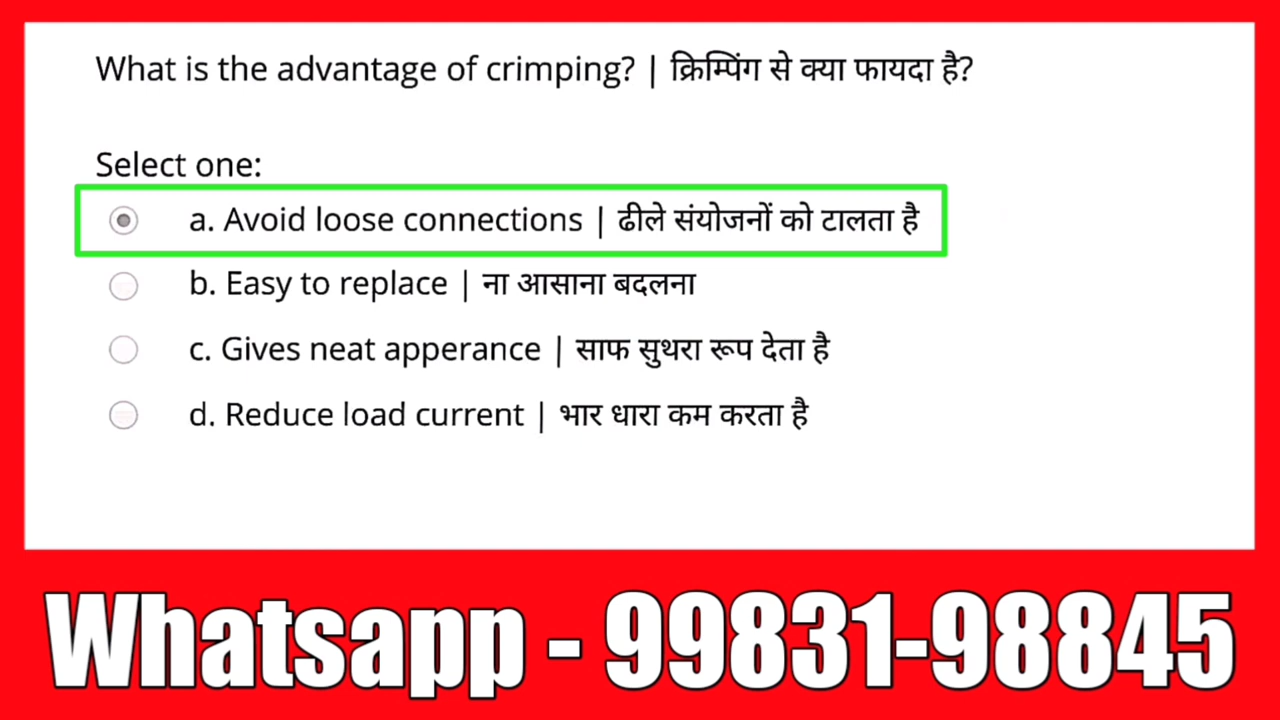 What is the advantage of crimping? | क्रिम्पिंग से क्या फायदा है?
Select one:
a. Avoid loose connections | ढीले संयोजनों को टालता है
b. Easy to replace | ना आसाना बदलना
c. Gives neat apperance | साफ सुथरा रूप देता है
d. Reduce load current | भार धारा कम करता है
Whatsapp - 99831-98845